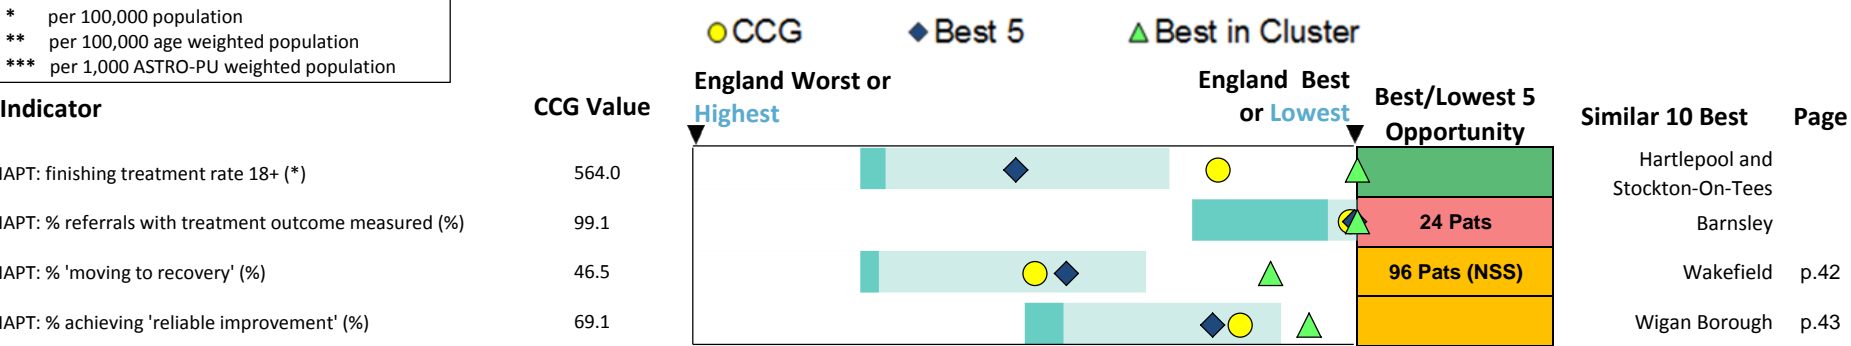 * per 100,000 population
** per 100,000 age weighted population
*** per 1,000 ASTRO-PU weighted population
CCG Best 5 Best in Cluster
Indicator CCG Value England Worst or Highest England Best or Lowest Best/Lowest 5 Opportunity Similar 10 Best Page
IAPT: finishing treatment rate 18+ (*) 564.0 Hartlepool and Stockton-On-Tees
IAPT: % referrals with treatment outcome measured (%) 99.1 24 Pats Barnsley
IAPT: % 'moving to recovery' (%) 46.5 96 Pats (NSS) Wakefield p.42
IAPT: % achieving 'reliable improvement' (%) 69.1 Wigan Borough p.43